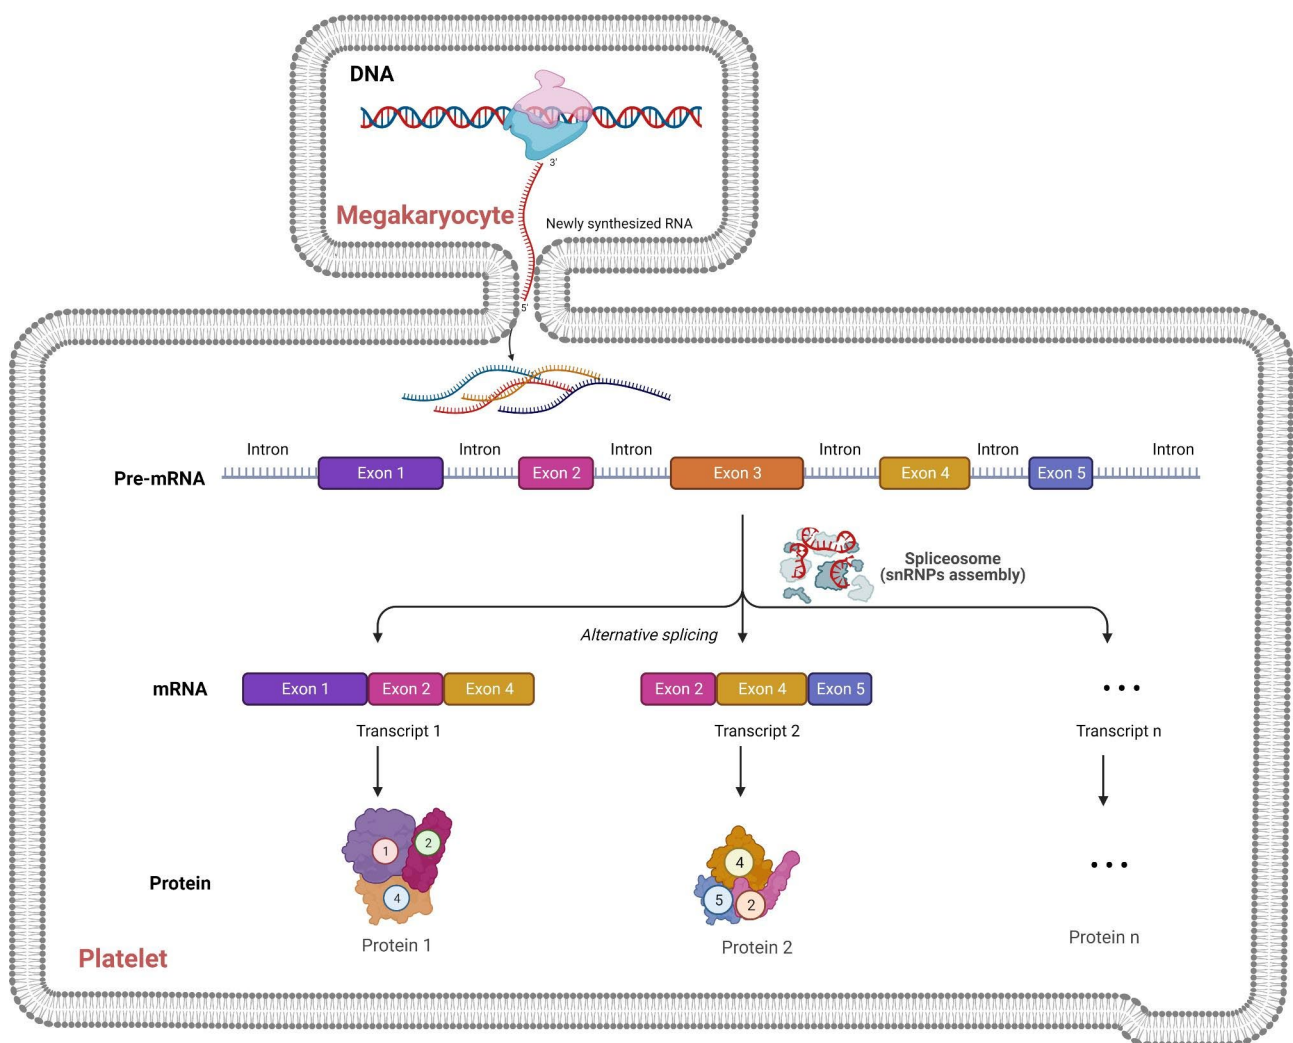 DNA
3'
Megakaryocyte
Newly synthesized RNA
5'
Intron Intron Intron Intron Intron Intron
Pre-mRNA Exon 1 Exon 2 Exon 3 Exon 4 Exon 5
Spliceosome
(snRNPs assembly)
Alternative splicing
mRNA Exon 1 Exon 2 Exon 4 Exon 2 Exon 4 Exon 5 ...
Transcript 1 Transcript 2 Transcript n
1 2 4
4 5 2
Protein ...
Protein 1 Protein 2 Protein n
Platelet